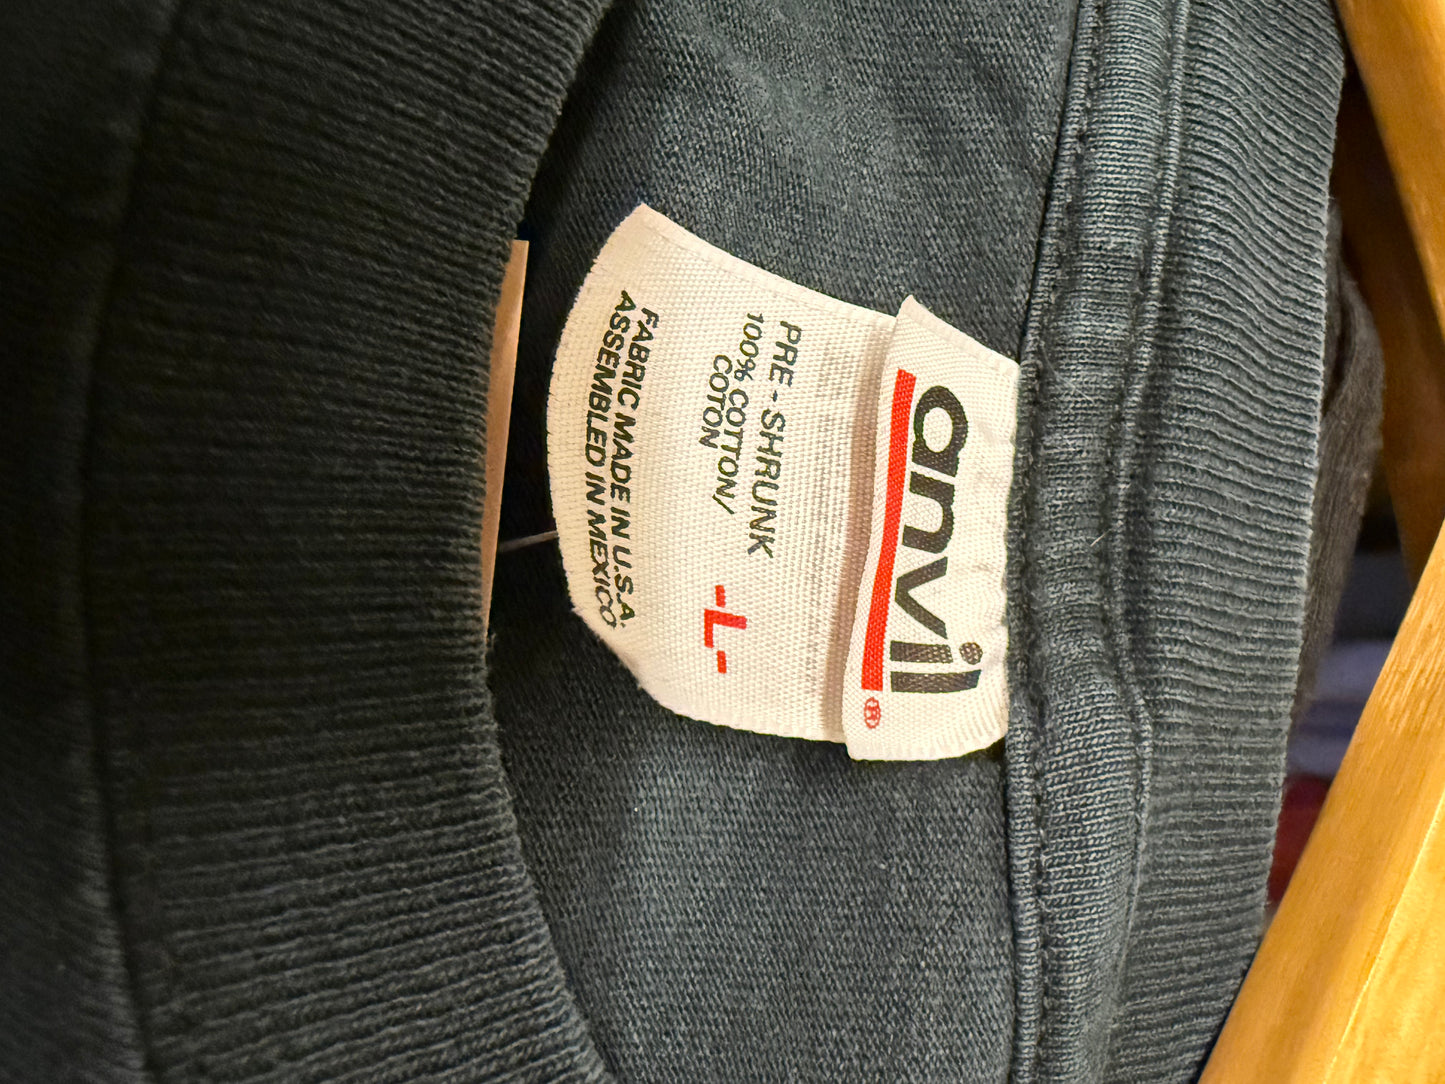 anvil
®
PRE-SHRUNK
100% COTTON/
COTON
-L-
FABRIC MADE IN U.S.A.
ASSEMBLED IN MEXICO